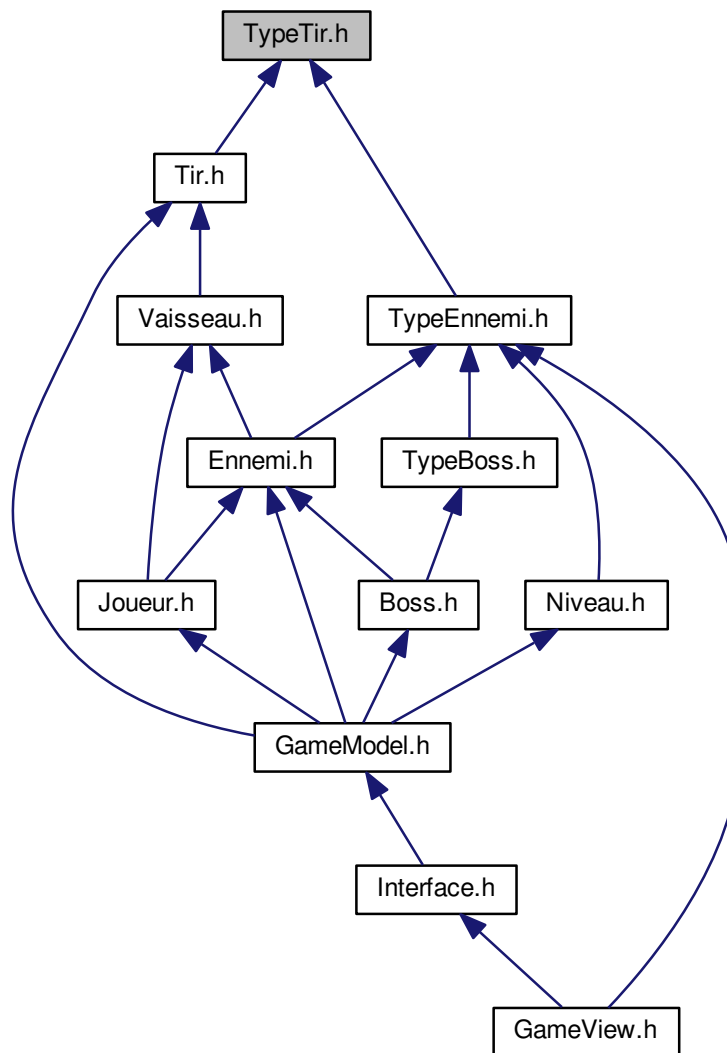 TypeTir.h
Tir.h
Vaisseau.h
TypeEnnemi.h
Ennemi.h
TypeBoss.h
Joueur.h
Boss.h
Niveau.h
GameModel.h
Interface.h
GameView.h